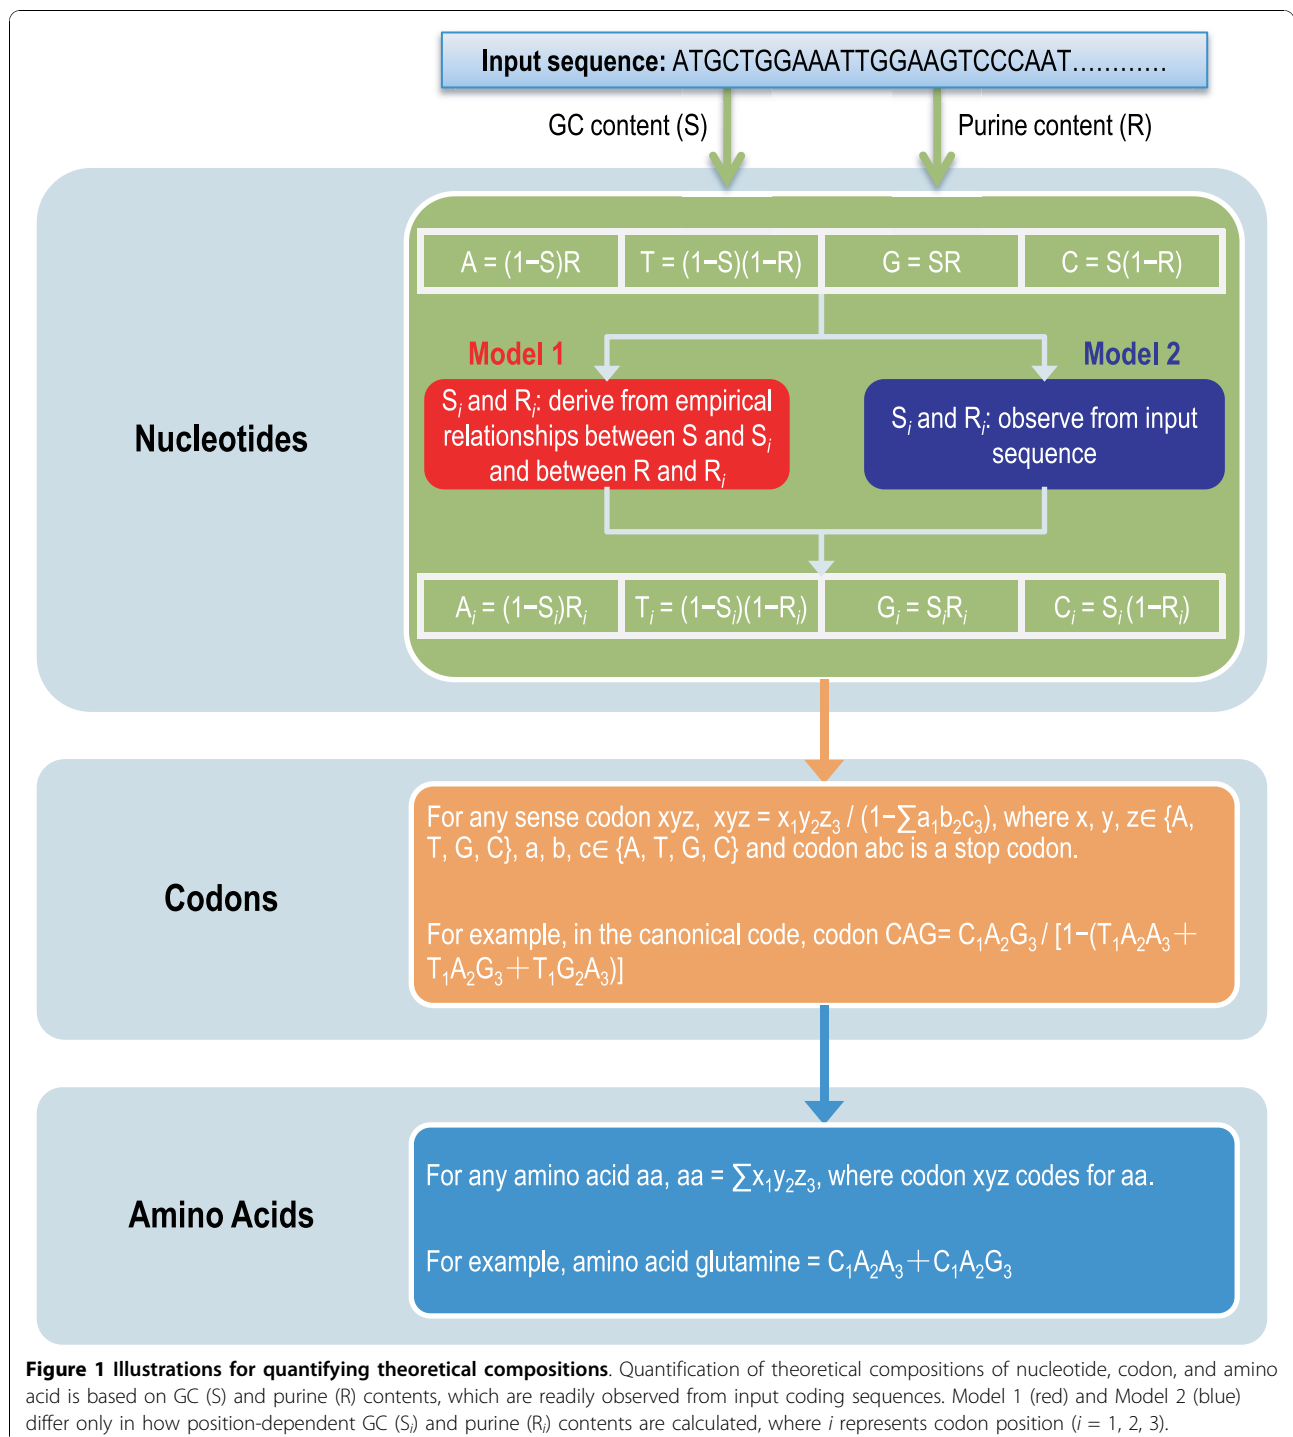 Input sequence: ATGCTGGAAATTGGAAGTCCCAAT............
GC content (S)
Purine content (R)
A = (1−S)R
T = (1−S)(1−R)
G = SR
C = S(1−R)
Model 1
Model 2
Sᵢ and Rᵢ: derive from empirical
relationships between S and Sᵢ
and between R and Rᵢ
Sᵢ and Rᵢ: observe from input
sequence
Nucleotides
Aᵢ = (1−Sᵢ)Rᵢ
Tᵢ = (1−Sᵢ)(1−Rᵢ)
Gᵢ = SᵢRᵢ
Cᵢ = Sᵢ (1−Rᵢ)
Codons
For any sense codon xyz, xyz = x₁y₂z₃ / (1−∑a₁b₂c₃), where x, y, z∈ {A,
T, G, C}, a, b, c∈ {A, T, G, C} and codon abc is a stop codon.
For example, in the canonical code, codon CAG= C₁A₂G₃ / [1−(T₁A₂A₃+
T₁A₂G₃+T₁G₂A₃)]
Amino Acids
For any amino acid aa, aa = ∑x₁y₂z₃, where codon xyz codes for aa.
For example, amino acid glutamine = C₁A₂A₃+C₁A₂G₃
Figure 1 Illustrations for quantifying theoretical compositions. Quantification of theoretical compositions of nucleotide, codon, and amino
acid is based on GC (S) and purine (R) contents, which are readily observed from input coding sequences. Model 1 (red) and Model 2 (blue)
differ only in how position-dependent GC (Sᵢ) and purine (Rᵢ) contents are calculated, where i represents codon position (i = 1, 2, 3).